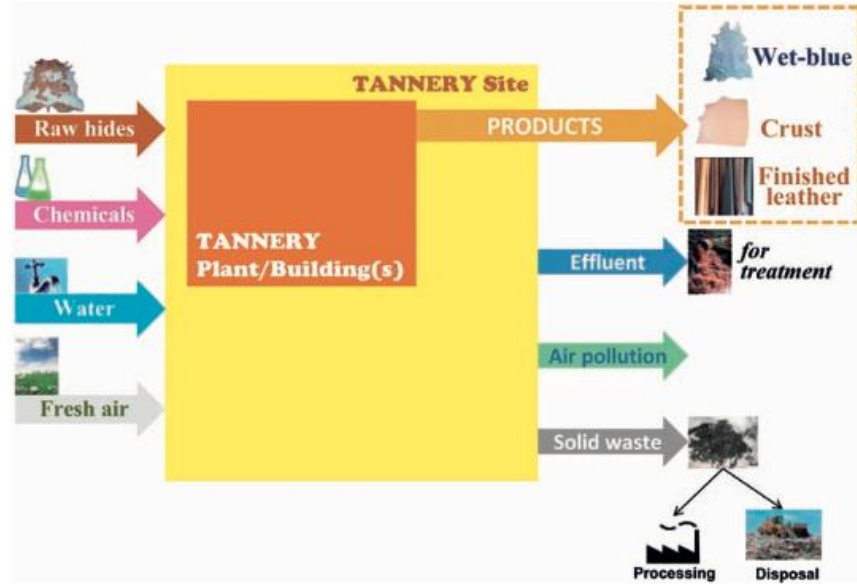 TANNERY Site
Raw hides
Chemicals
Water
Fresh air
TANNERY
Plant/Building(s)
PRODUCTS
Wet-blue
Crust
Finished
leather
Effluent
for
treatment
Air pollution
Solid waste
Processing
Disposal